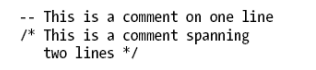 -- This is a comment on one line
/* This is a comment spanning
   two lines */